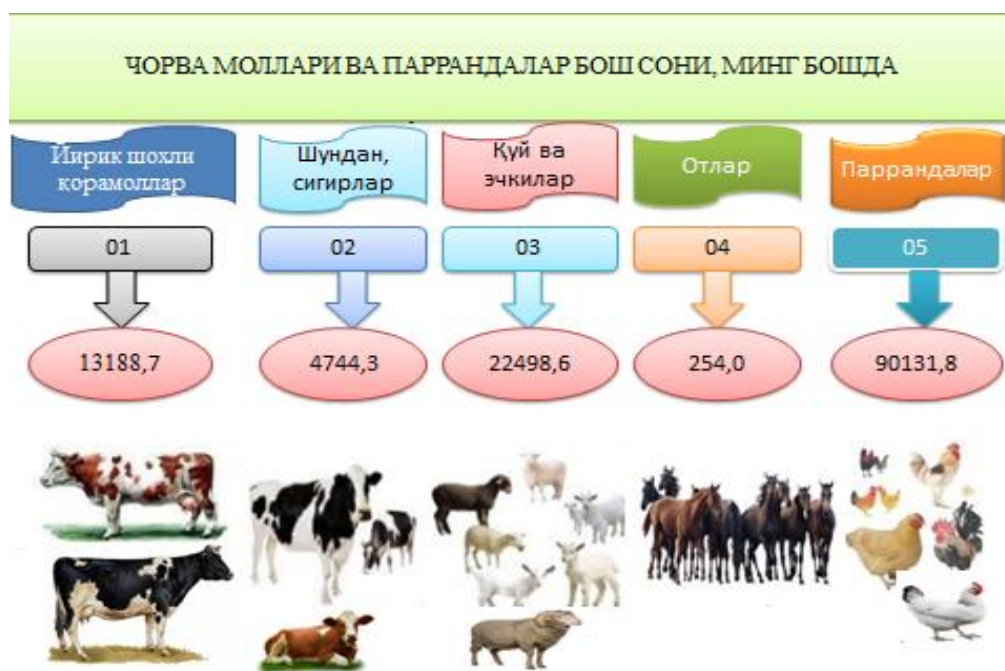 ЧОРВА МОЛЛАРИ ВА ПАРРАНДАЛАР БОШ СОНИ, МИНГ БОШДА
Йирик шохли
қорамоллар
Шундан,
сигирлар
Қўй ва
эчкилар
Отлар
Паррандалар
01
02
03
04
05
13188,7
4744,3
22498,6
254,0
90131,8